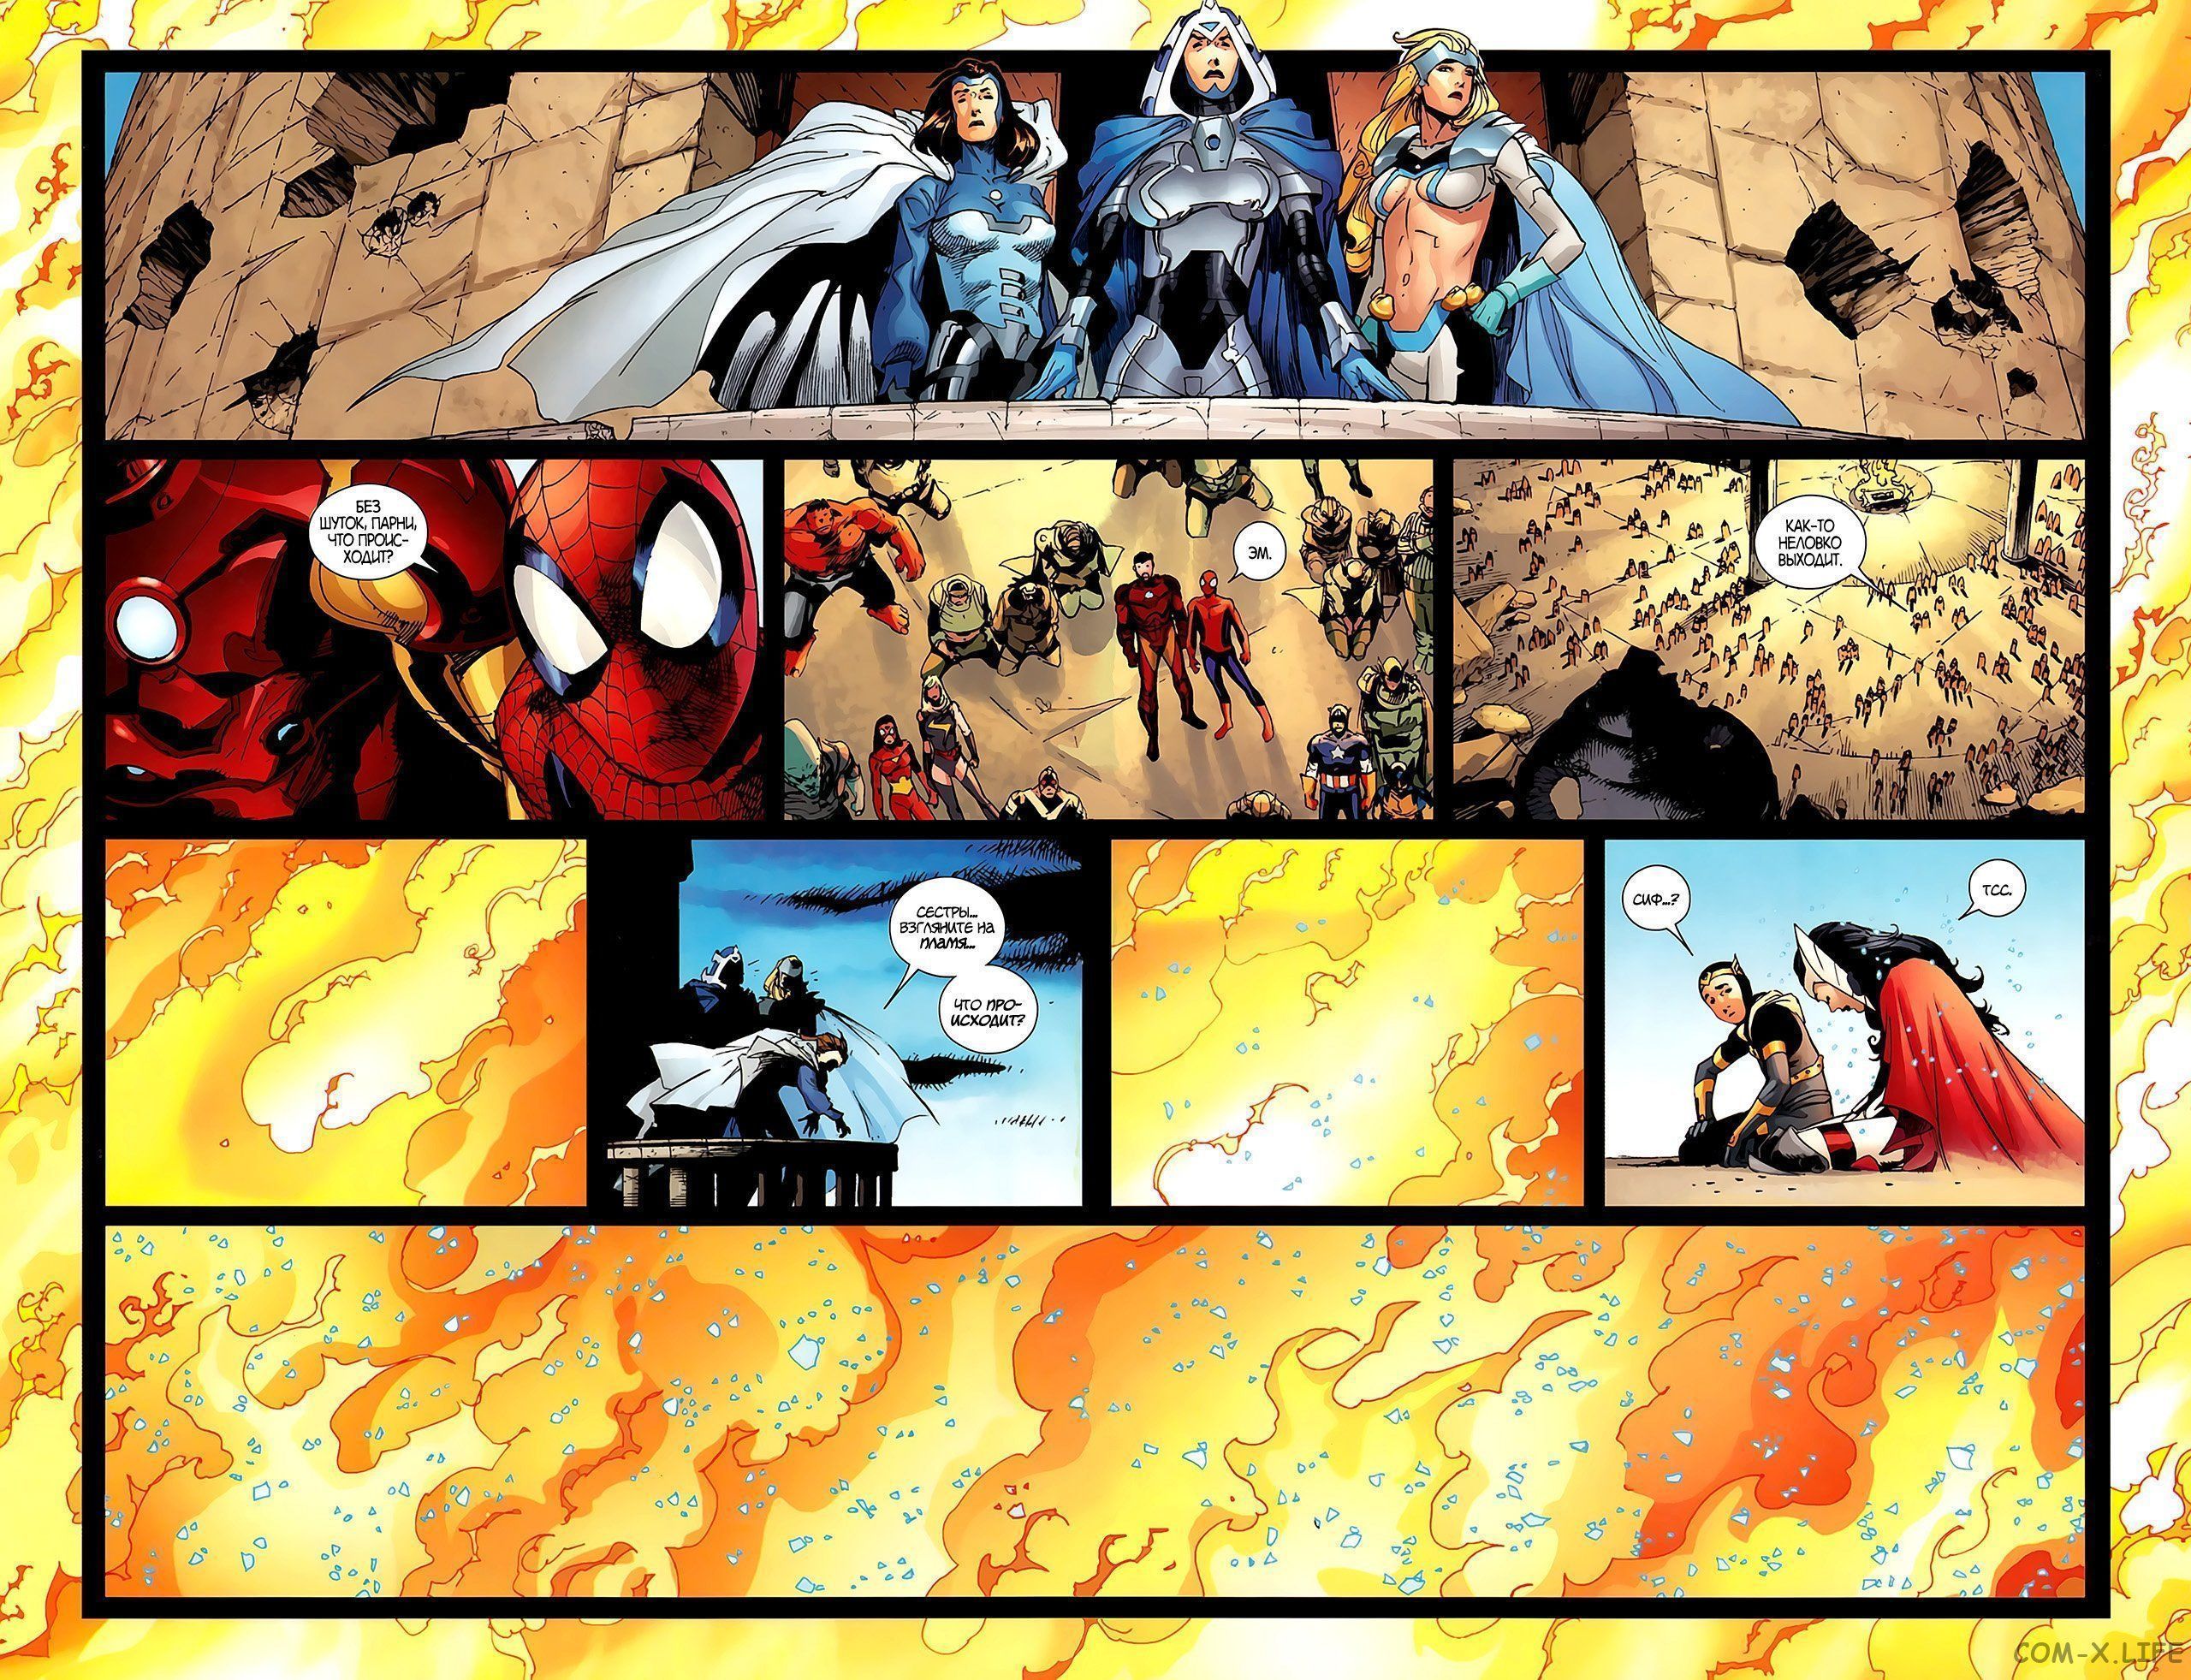 БЕЗ
ШУТОК, ПАРНИ,
ЧТО ПРОИС-
ХОДИТ?
ЭМ.
КАК-ТО
НЕЛОВКО
ВЫХОДИТ.
СЕСТРЫ...
ВЗГЛЯНИТЕ НА
ПЛАМЯ...
ЧТО ПРО-
ИСХОДИТ?
СИФ...?
ТСС.
COM-X.LIFE